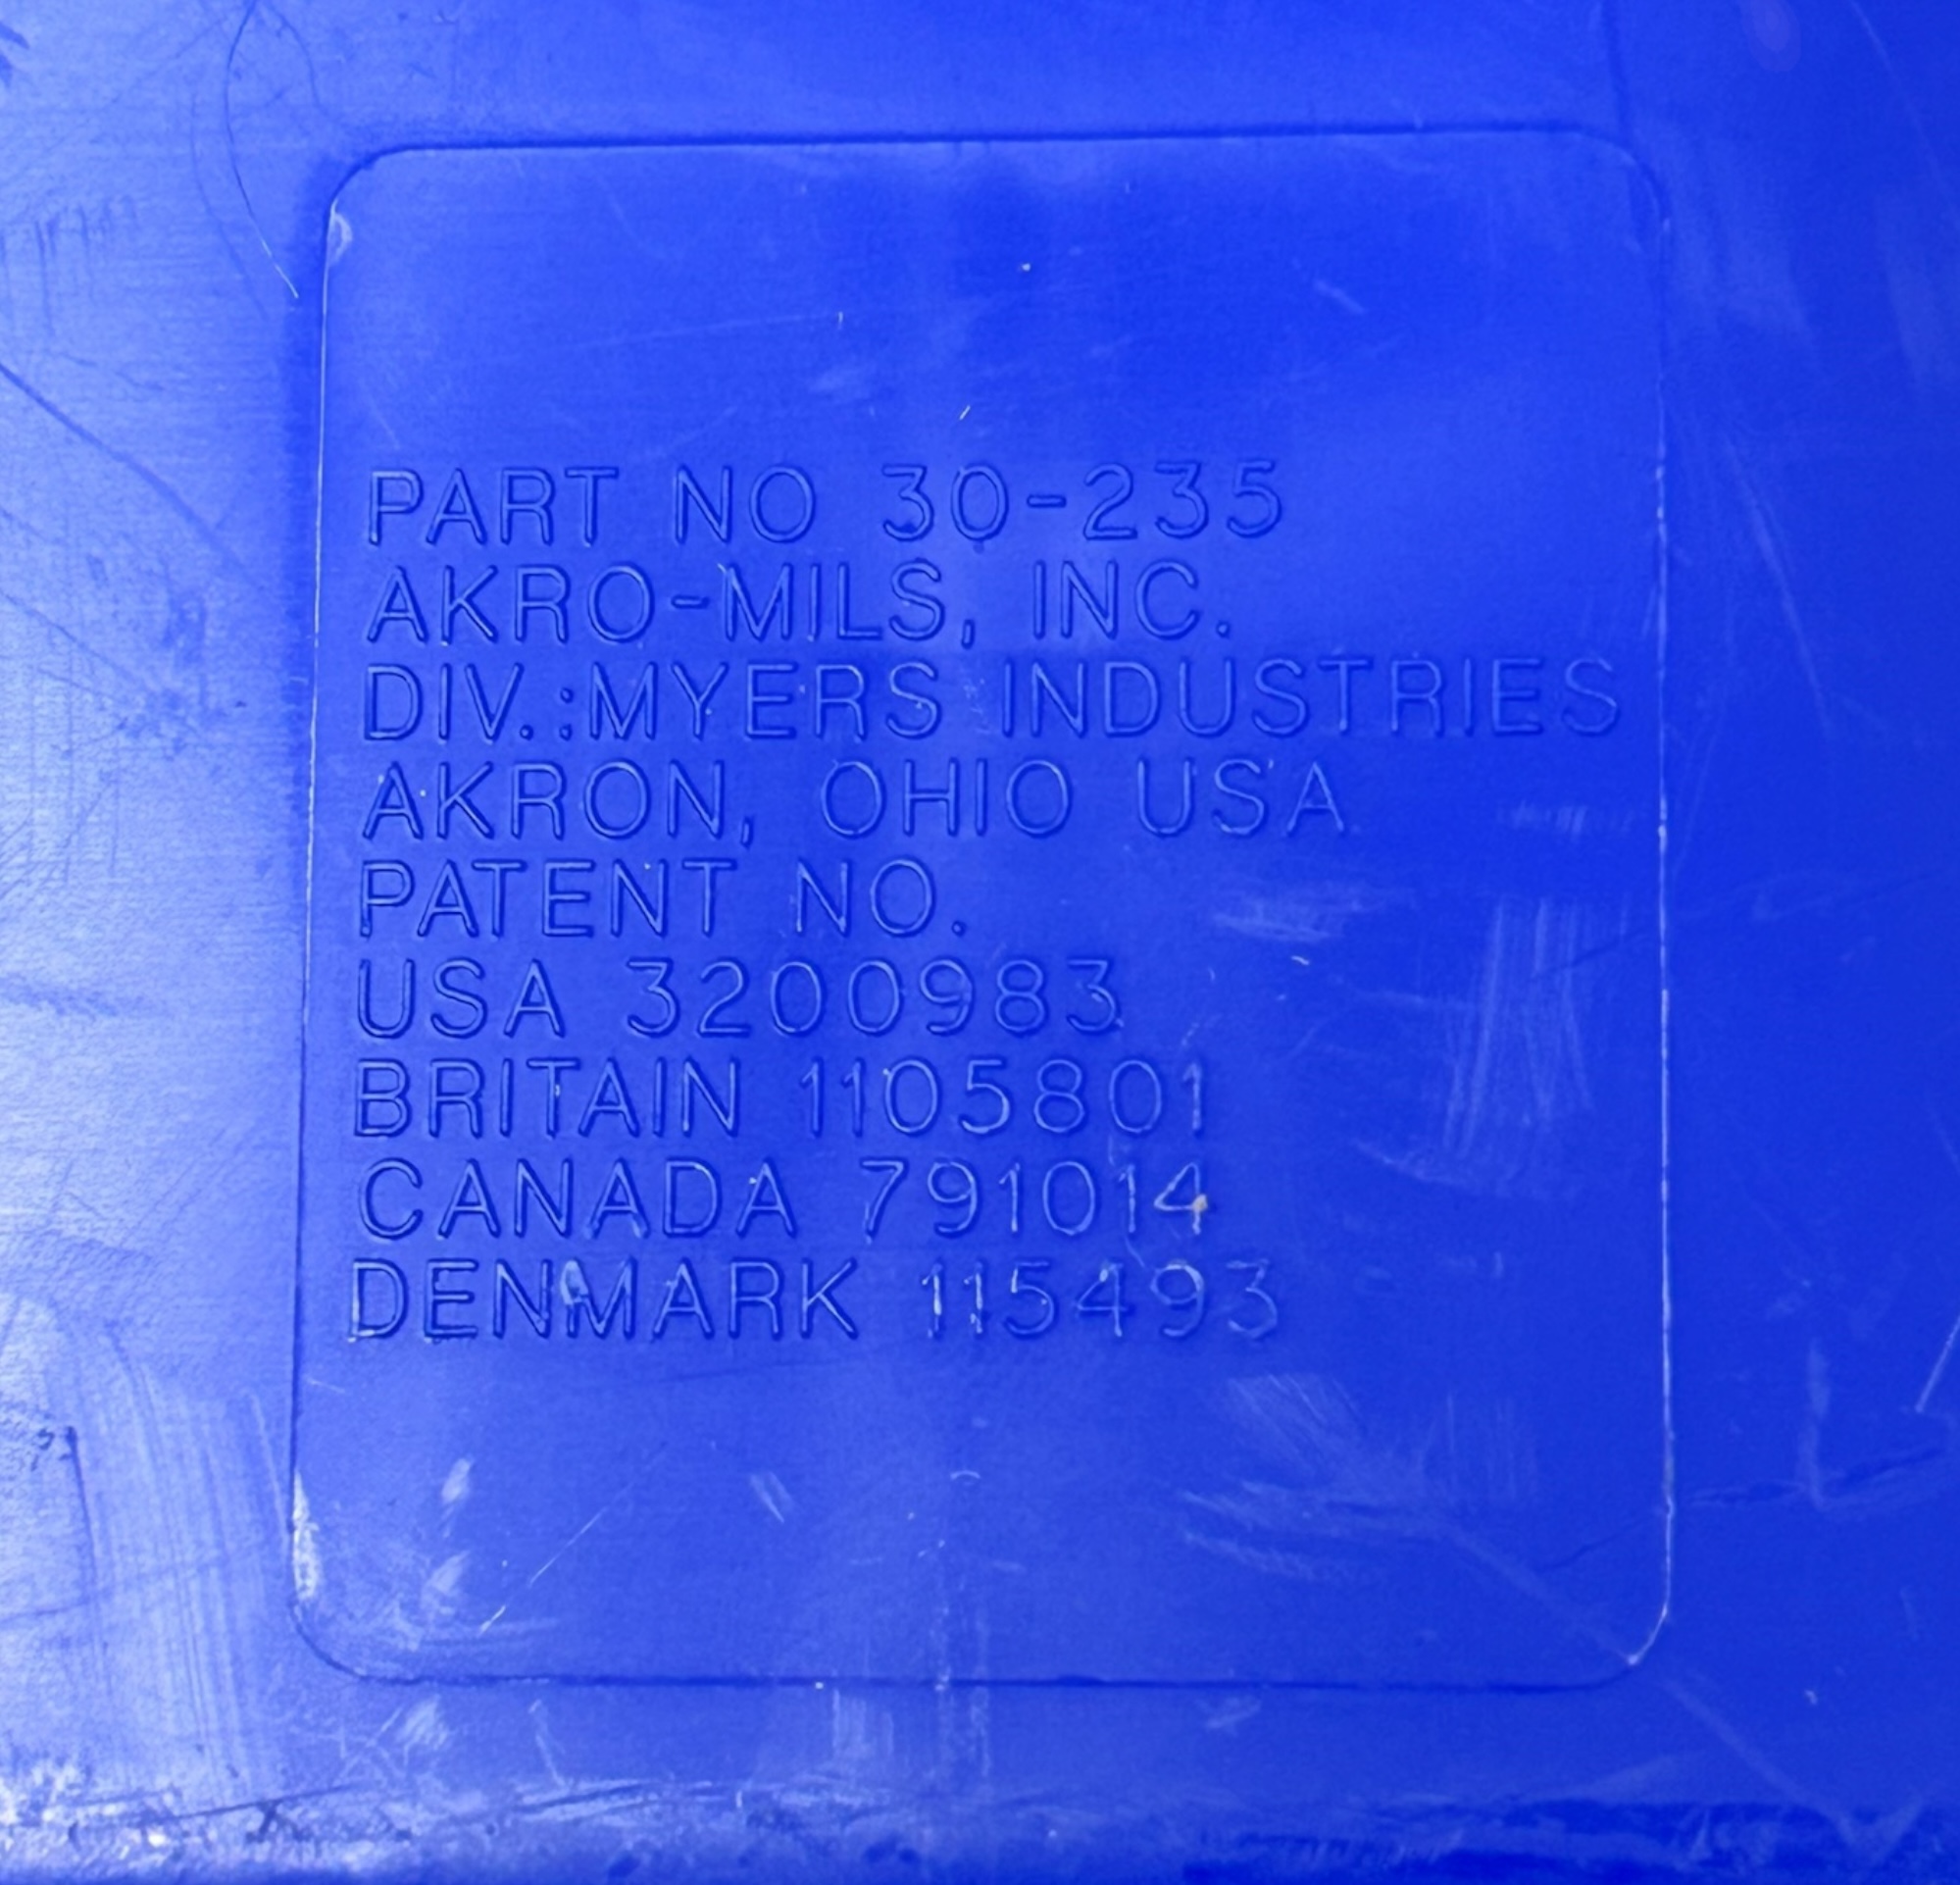 PART NO 30-235
AKRO-MILS, INC.
DIV.:MYERS INDUSTRIES
AKRON, OHIO USA
PATENT NO.
USA 3200983
BRITAIN 1105801
CANADA 791014
DENMARK 115493